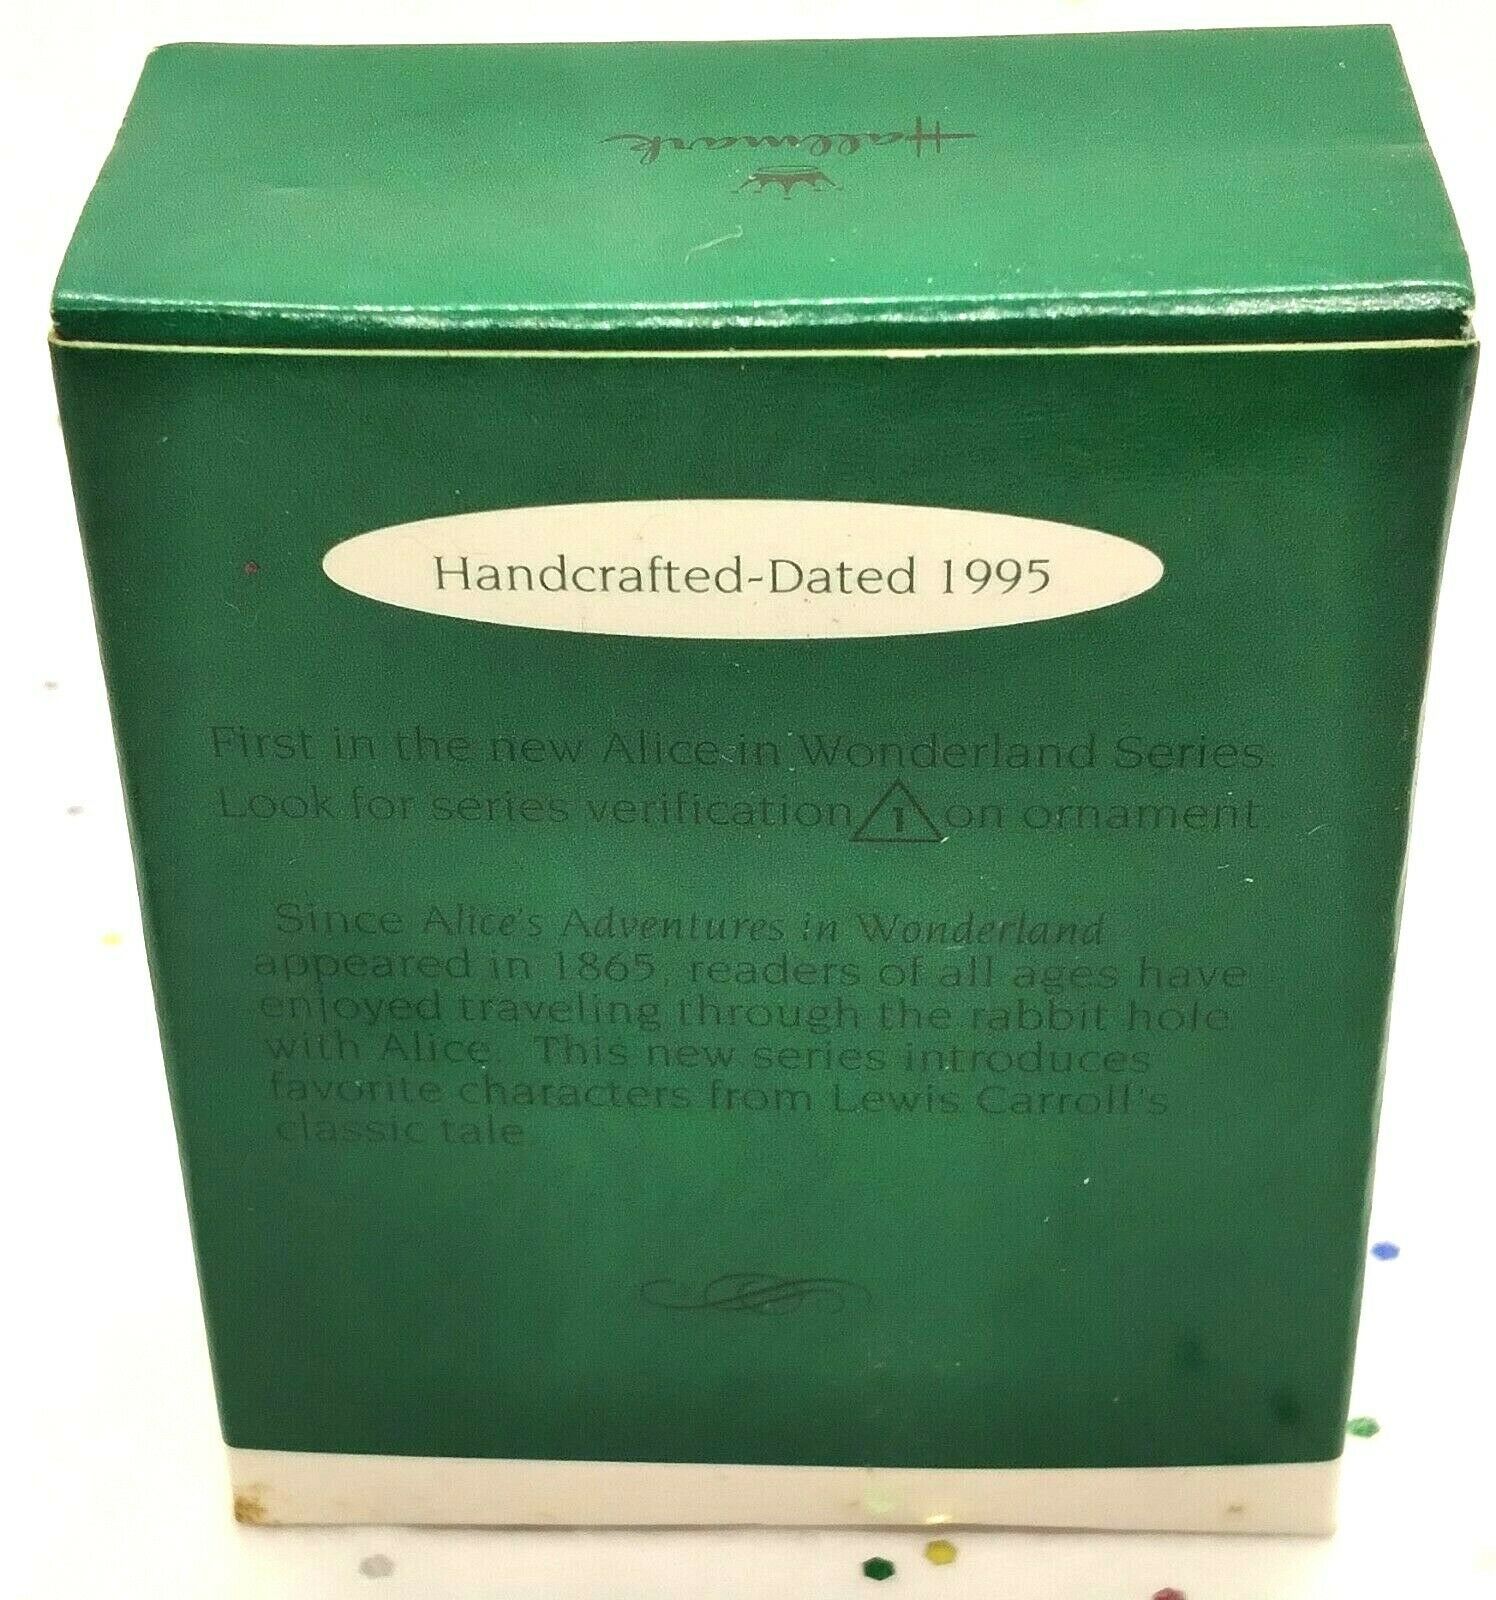 Hallmark
Handcrafted-Dated 1995
First in the new Alice in Wonderland Series.
Look for series verification 1 on ornament.
Since Alice's Adventures in Wonderland
appeared in 1865, readers of all ages have
enjoyed traveling through the rabbit hole
with Alice. This new series introduces
favorite characters from Lewis Carroll's
classic tale.